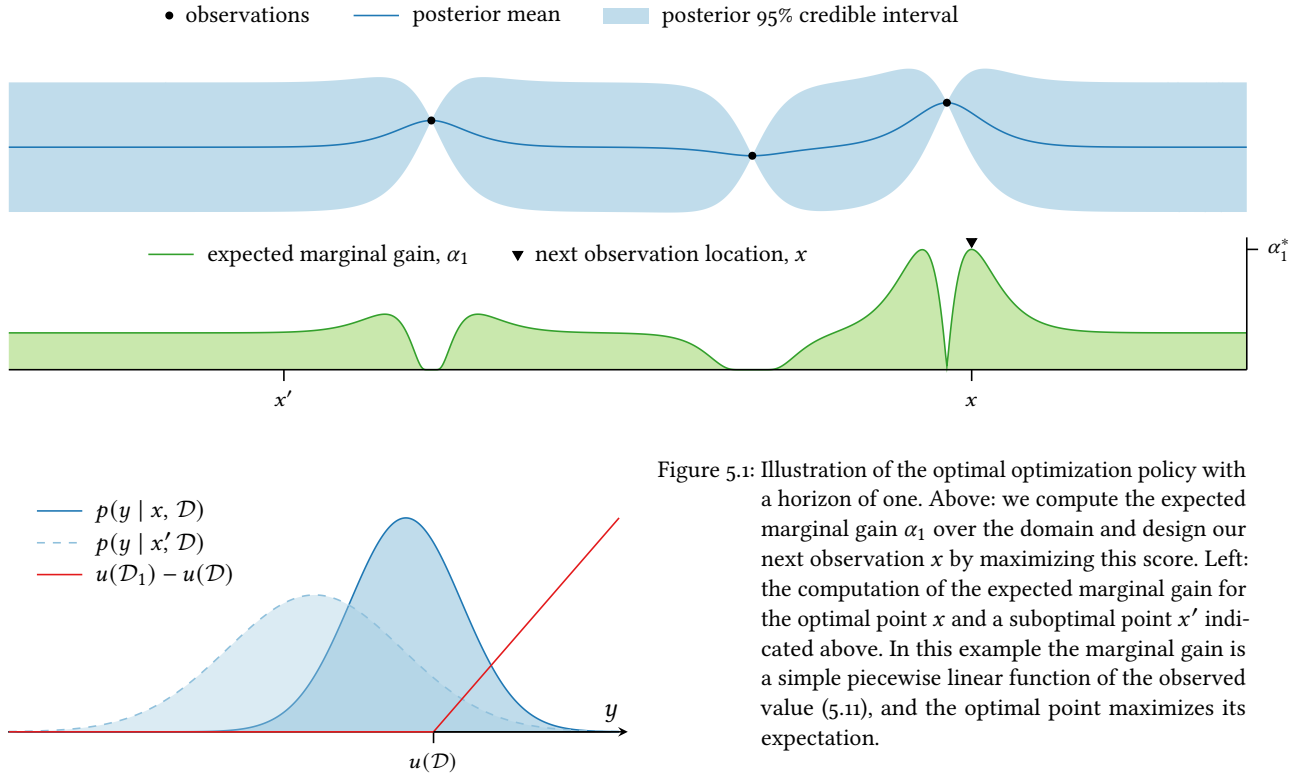 observations posterior mean posterior 95% credible interval
expected marginal gain, α₁ next observation location, x
α₁*
x′ x
p(y | x, 𝒟)
p(y | x′, 𝒟)
u(𝒟₁) − u(𝒟)
y
u(𝒟)
Figure 5.1: Illustration of the optimal optimization policy with
a horizon of one. Above: we compute the expected
marginal gain α₁ over the domain and design our
next observation x by maximizing this score. Left:
the computation of the expected marginal gain for
the optimal point x and a suboptimal point x′ indi-
cated above. In this example the marginal gain is
a simple piecewise linear function of the observed
value (5.11), and the optimal point maximizes its
expectation.